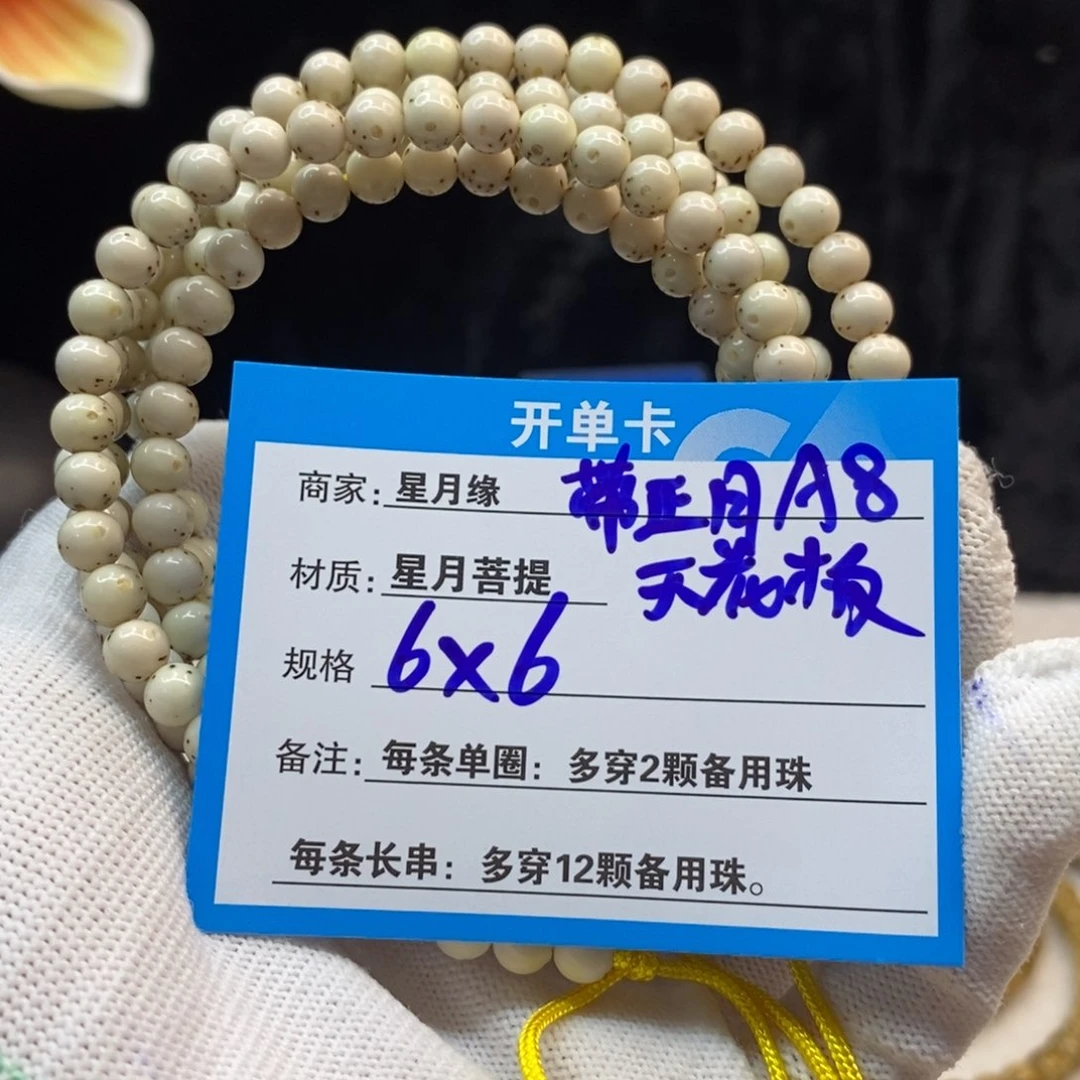 开单卡
商家：星月缘 带正月A8
天花板
材质：星月菩提
规格 6x6
备注：每条单圈：多穿2颗备用珠
每条长串：多穿12颗备用珠。